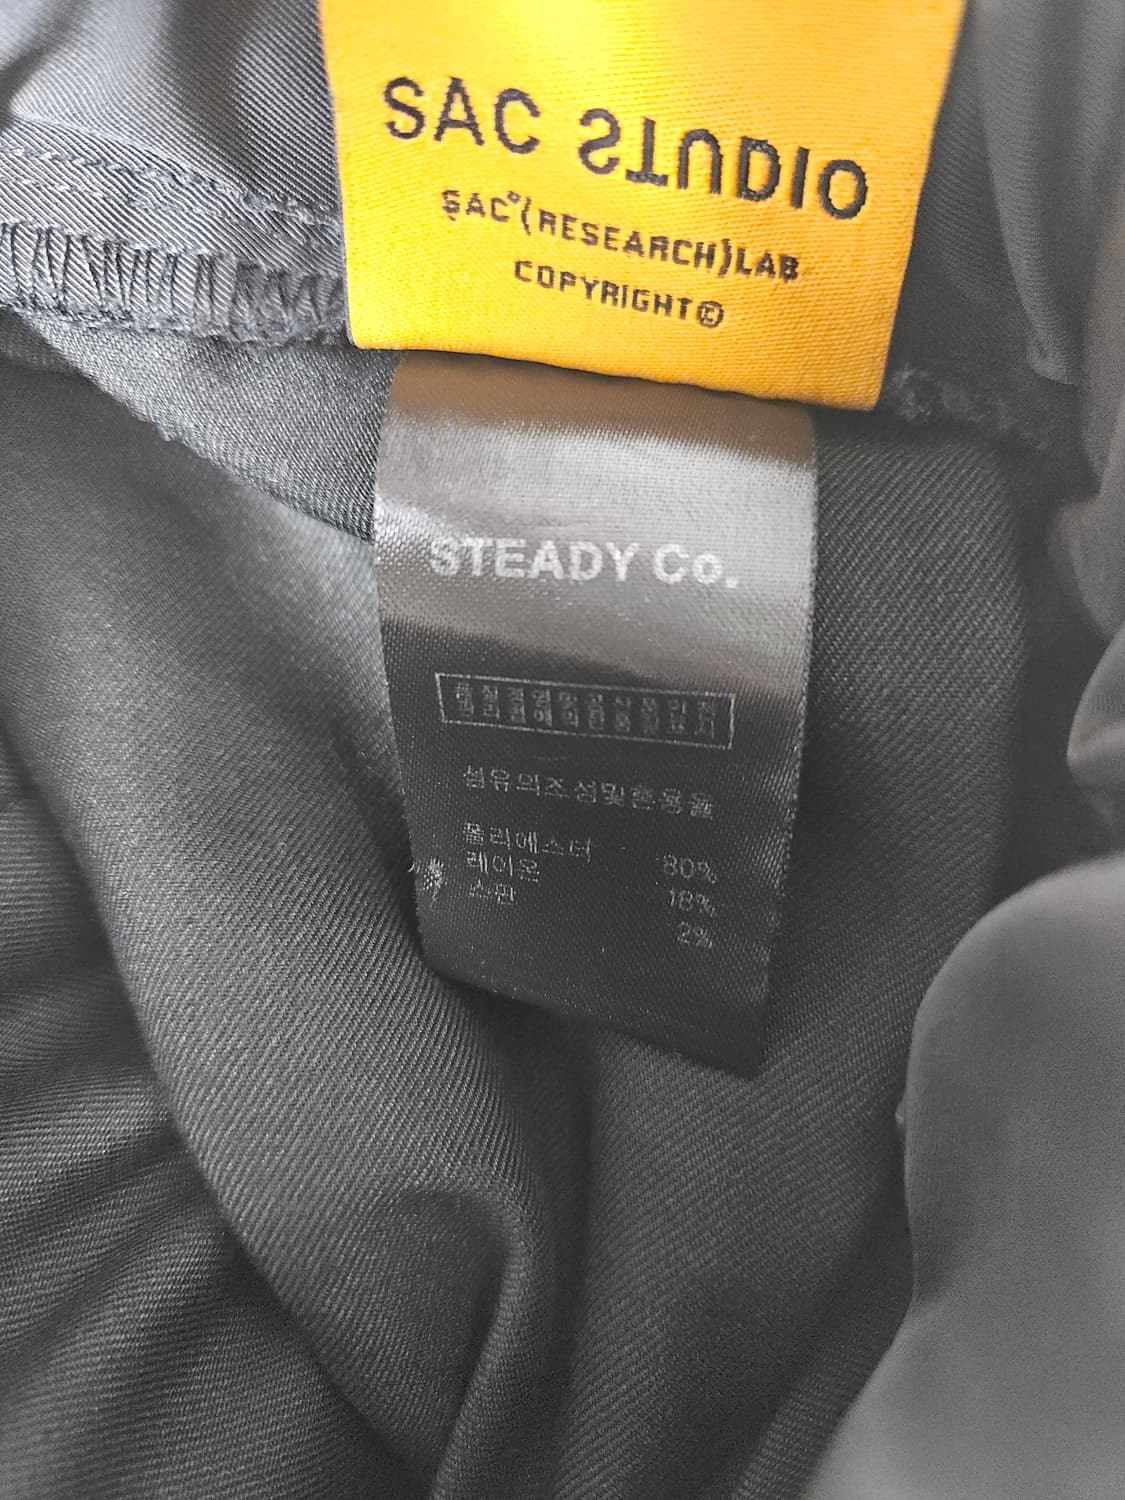 SAC STUDIO
SAC°(RESEARCH)LAB
COPYRIGHT©
STEADY Co.
섬유의조성및혼용율
폴리에스터 80%
레이온 18%
스판 2%